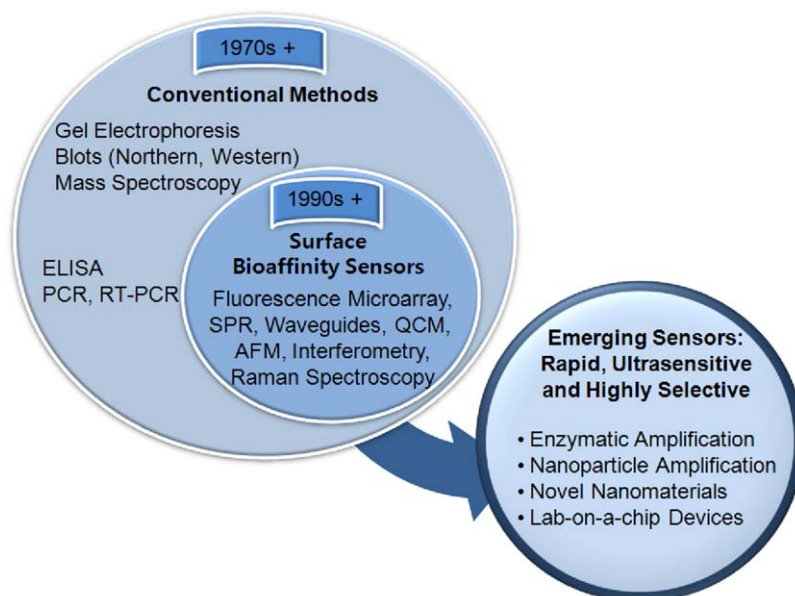 1970s +
Conventional Methods
Gel Electrophoresis
Blots (Northern, Western)
Mass Spectroscopy
ELISA
PCR, RT-PCR
1990s +
Surface
Bioaffinity Sensors
Fluorescence Microarray,
SPR, Waveguides, QCM,
AFM, Interferometry,
Raman Spectroscopy
Emerging Sensors:
Rapid, Ultrasensitive
and Highly Selective
• Enzymatic Amplification
• Nanoparticle Amplification
• Novel Nanomaterials
• Lab-on-a-chip Devices